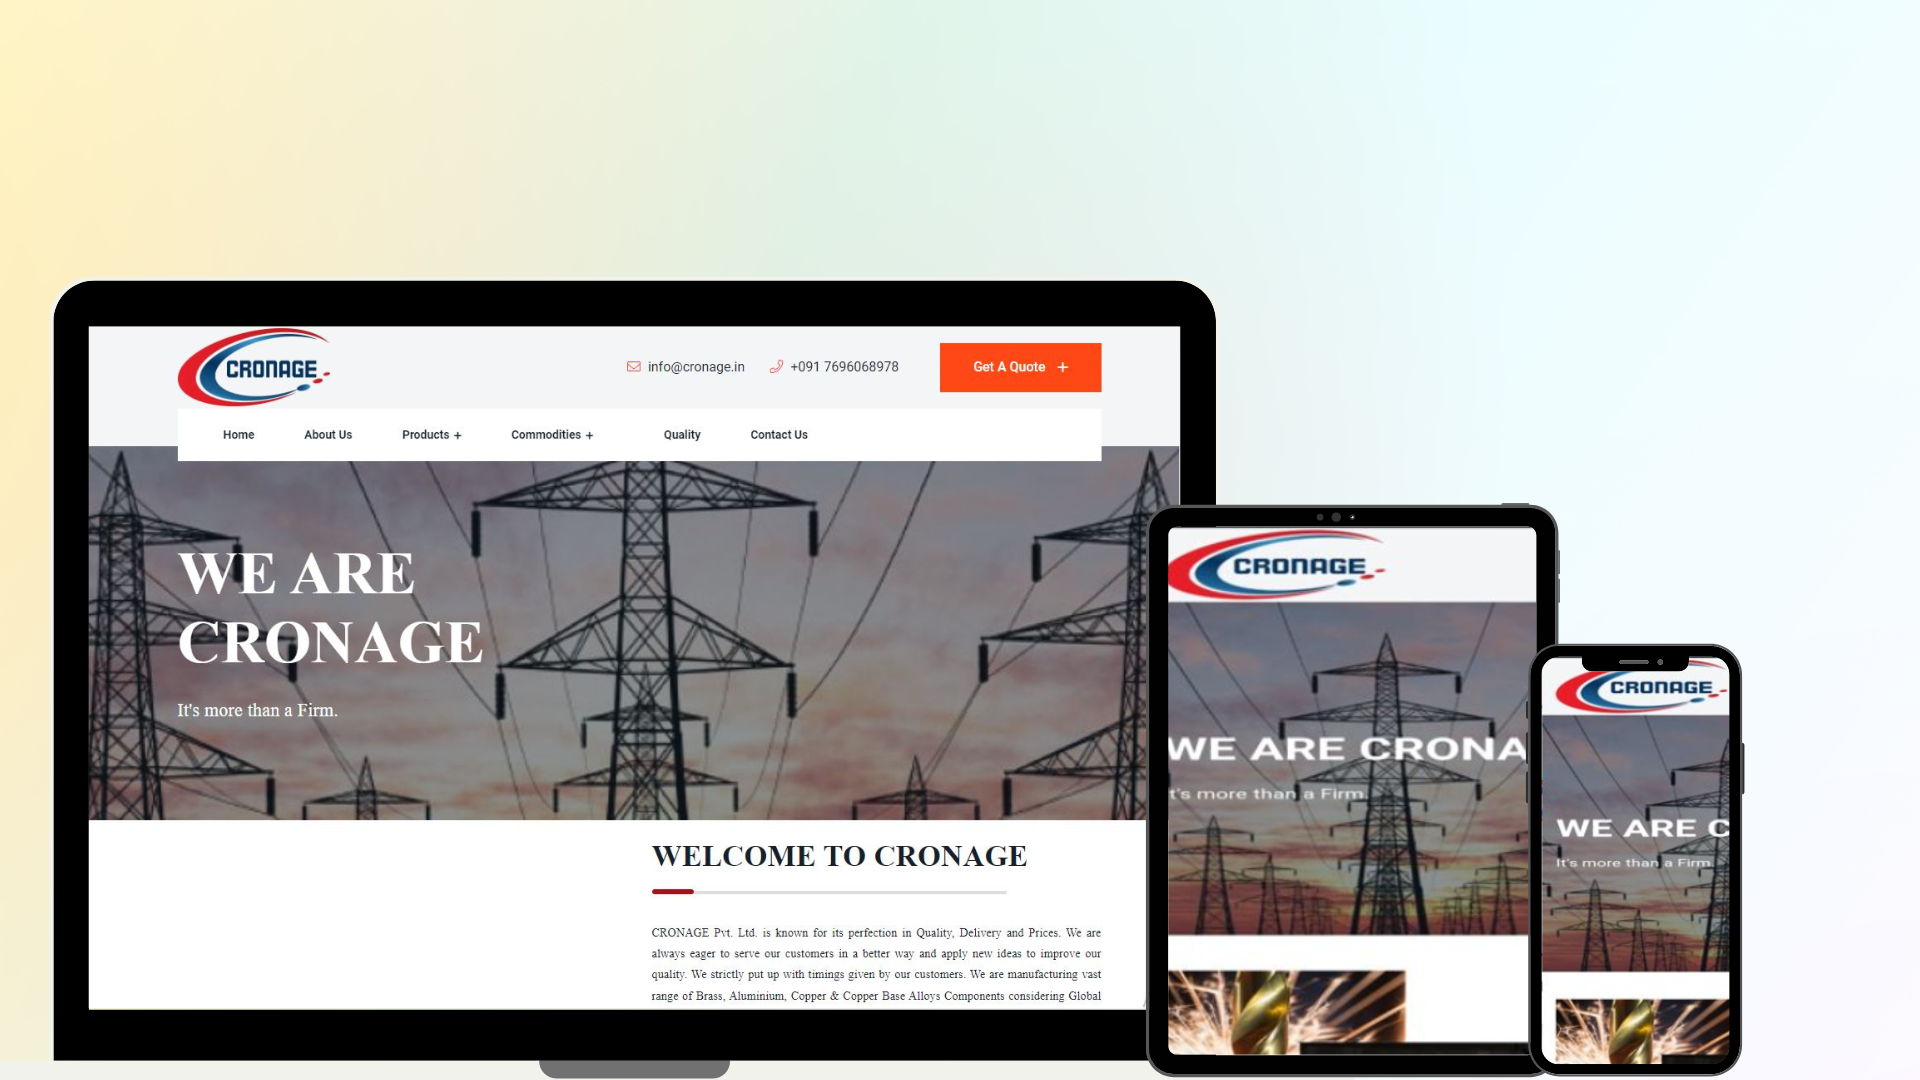 CRONAGE
info@cronage.in
+091 7696068978
Get A Quote +
Home About Us Products + Commodities + Quality Contact Us
WE ARE
CRONAGE
It's more than a Firm.
WELCOME TO CRONAGE
CRONAGE Pvt. Ltd. is known for its perfection in Quality, Delivery and Prices. We are
always eager to serve our customers in a better way and apply new ideas to improve our
quality. We strictly put up with timings given by our customers. We are manufacturing vast
range of Brass, Aluminium, Copper & Copper Base Alloys Components considering Global
CRONAGE
WE ARE CRONA
t's more than a Firm.
CRONAGE
WE ARE C
It's more than a Firm.